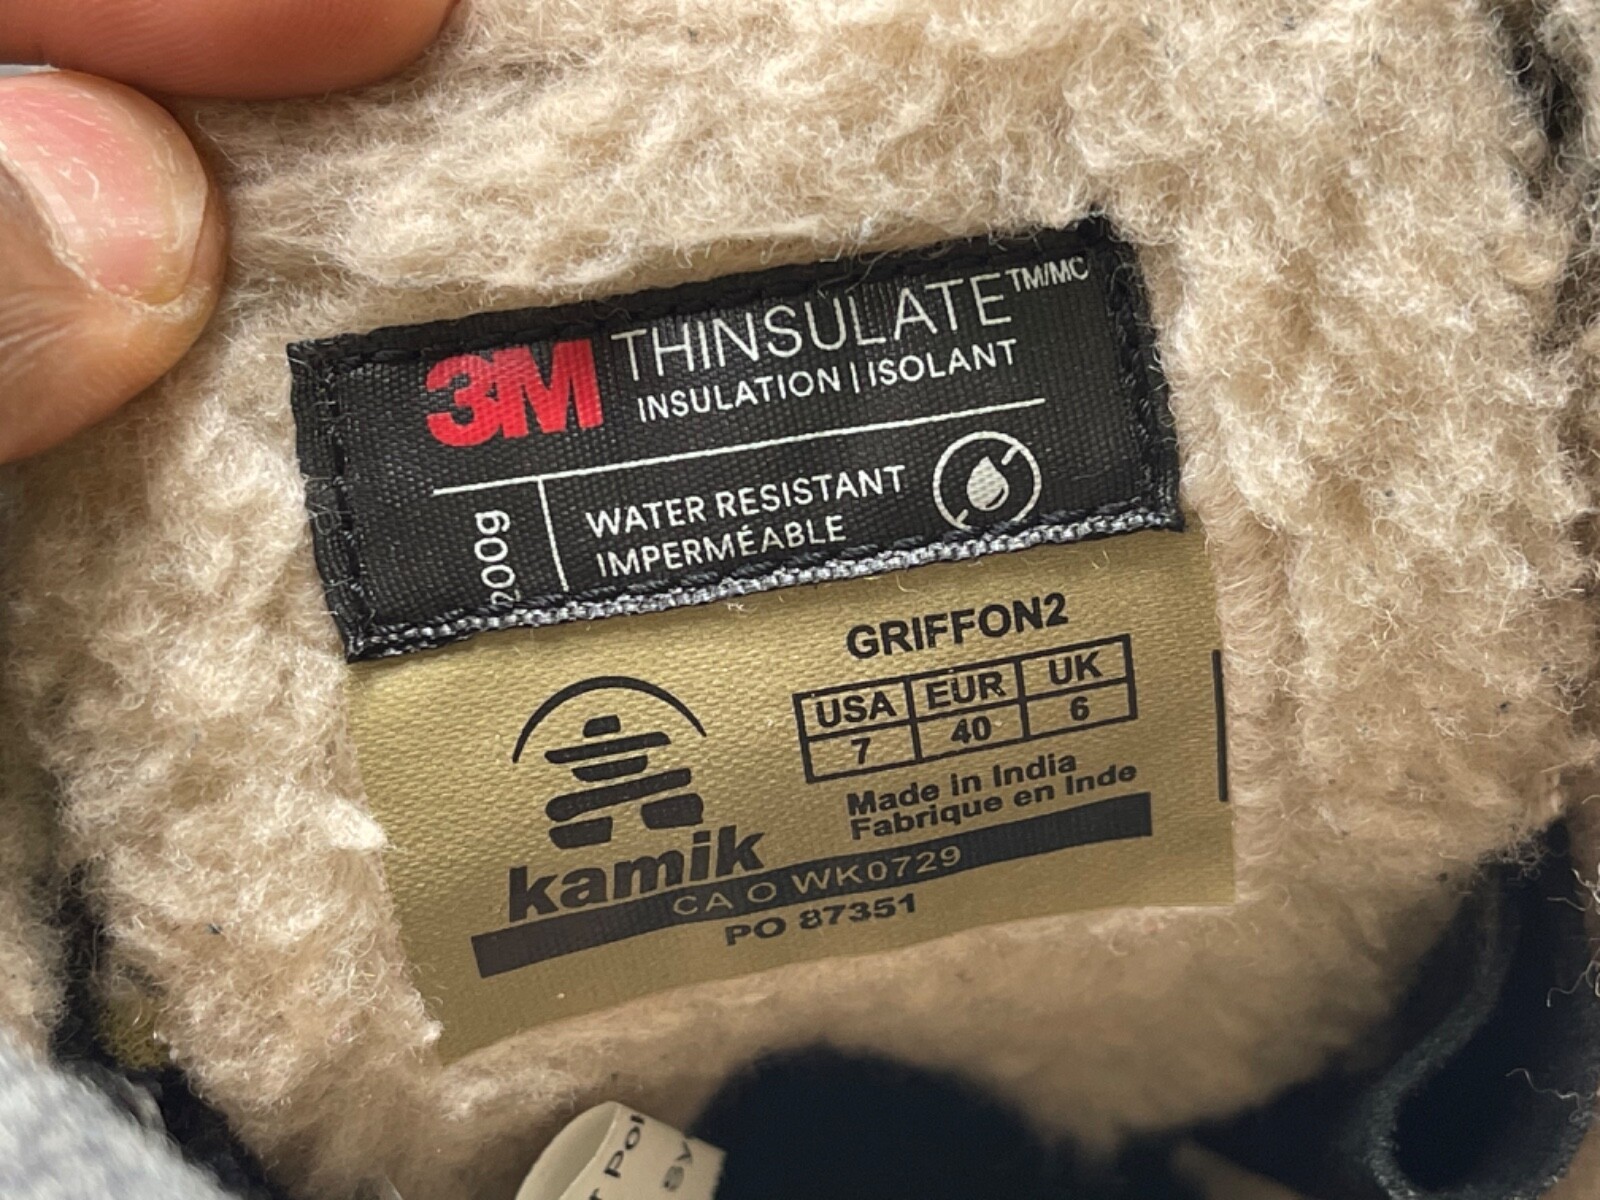 3M THINSULATE™/MC
INSULATION | ISOLANT
200g
WATER RESISTANT
IMPERMÉABLE
GRIFFON2
USA EUR UK
7 40 6
Made in India
Fabrique en Inde
kamik
CA O WK0729
PO 87351